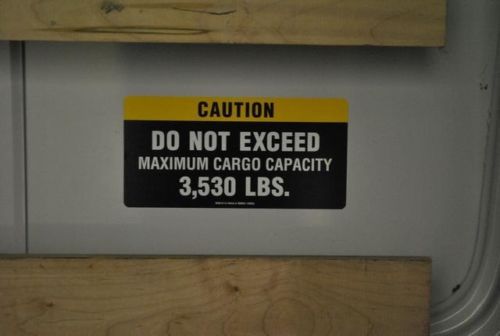 CAUTION
DO NOT EXCEED
MAXIMUM CARGO CAPACITY
3,530 LBS.